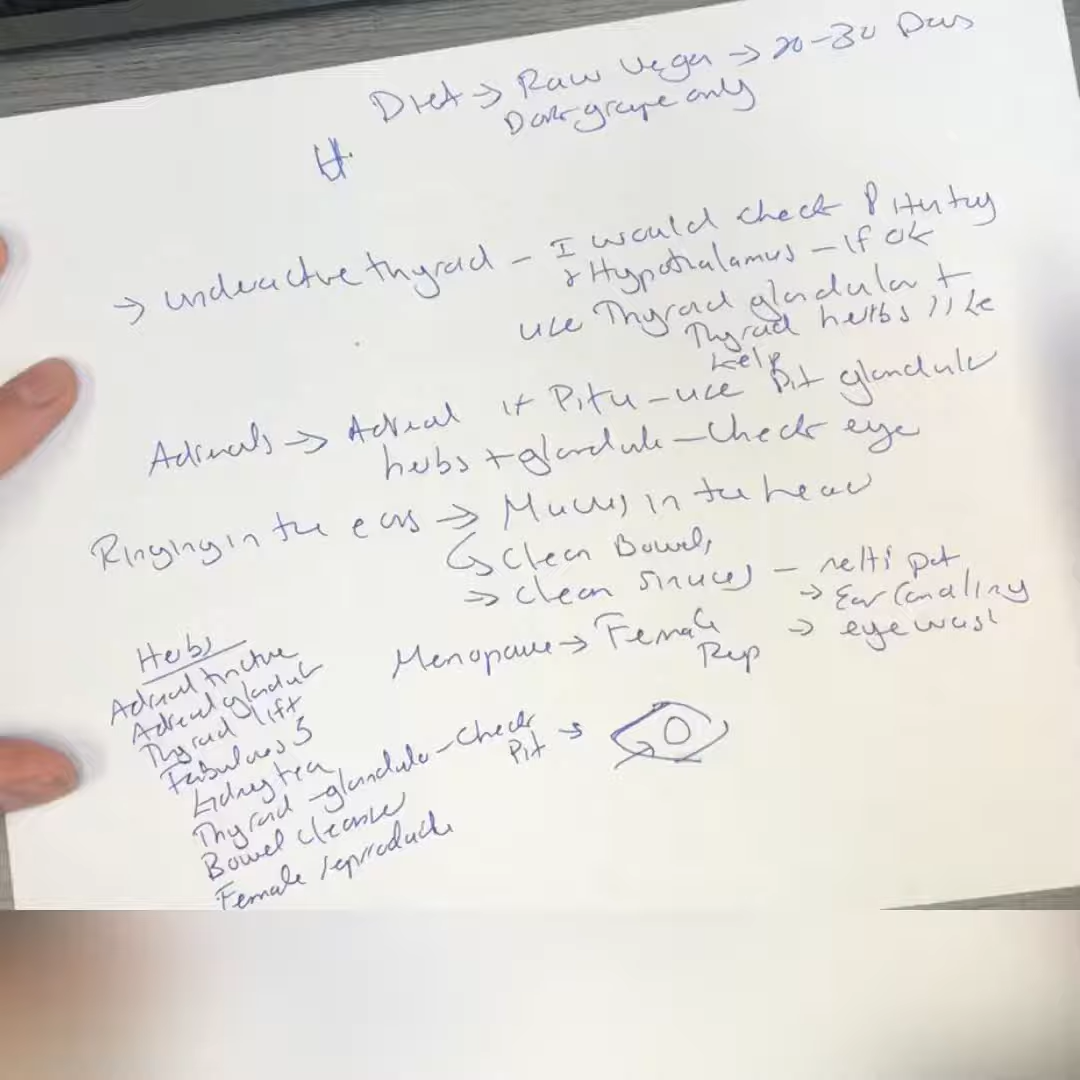 Diet → Raw Vegan → 20-30 Days
Dark grape only
→ underactive thyroid - I would check Pituitary
& Hypothalamus - If ok
use Thyroid glandular +
Thyroid herbs like
kelp
Adrenals → Adrenal if Pitu - use Pit glandular
herbs + glandular - Check eye
Ringing in the ears → Mucus in the head
↳ Clean Bowels
→ clean sinuses - netti pot
→ Ear Candling
Menopause → Female → eye wash
Rep
Herbs
Adrenal tincture
Adrenal glandular
Thyroid lift
Fabulous 3
Kidney tea
Thyroid - glandular - Check
Pit →
Bowel cleanse
Female reproductive